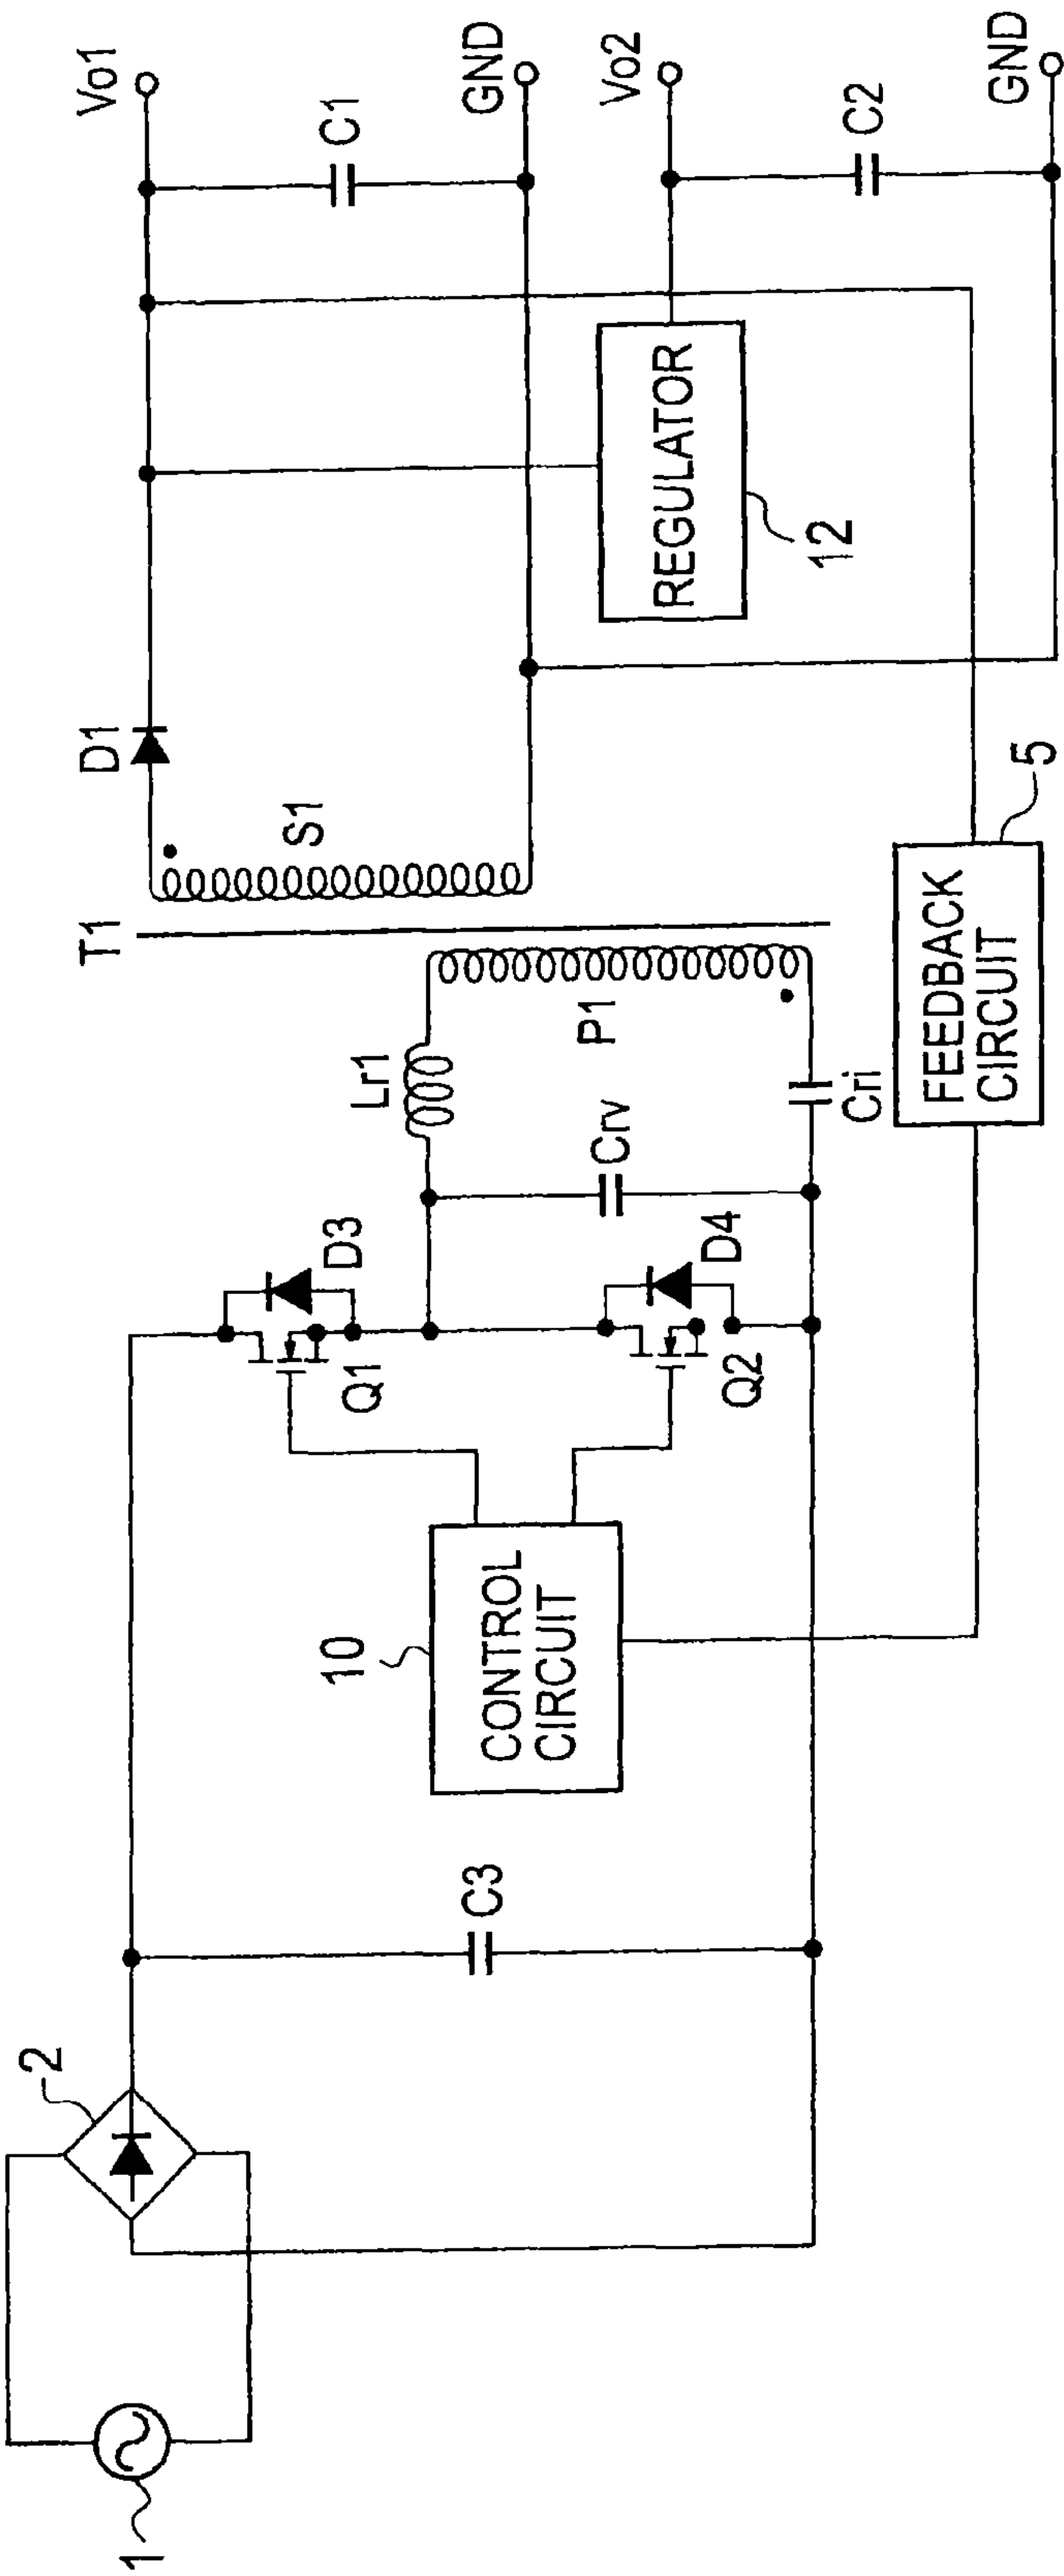 1
2
C3
10
CONTROL
CIRCUIT
Q1
D3
Q2
D4
Lr1
Crv
P1
Cri
T1
S1
D1
FEEDBACK
CIRCUIT
5
REGULATOR
12
C1
Vo1
GND
C2
Vo2
GND